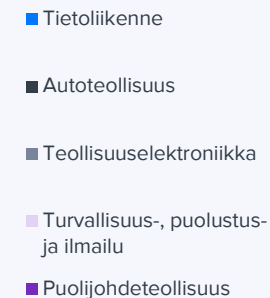 Tietoliikenne
Autoteollisuus
Teollisuuselektroniikka
Turvallisuus-, puolustus-
ja ilmailu
Puolijohdeteollisuus